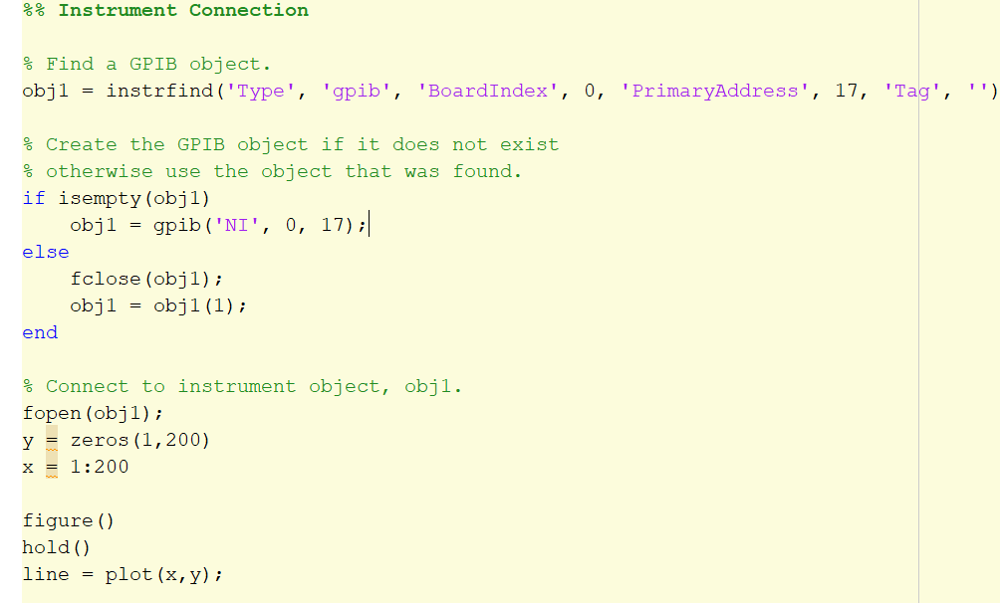 %% Instrument Connection
% Find a GPIB object.
obj1 = instrfind('Type', 'gpib', 'BoardIndex', 0, 'PrimaryAddress', 17, 'Tag', '')
% Create the GPIB object if it does not exist
% otherwise use the object that was found.
if isempty(obj1)
    obj1 = gpib('NI', 0, 17);
else
    fclose(obj1);
    obj1 = obj1(1);
end
% Connect to instrument object, obj1.
fopen(obj1);
y = zeros(1,200)
x = 1:200
figure()
hold()
line = plot(x,y);